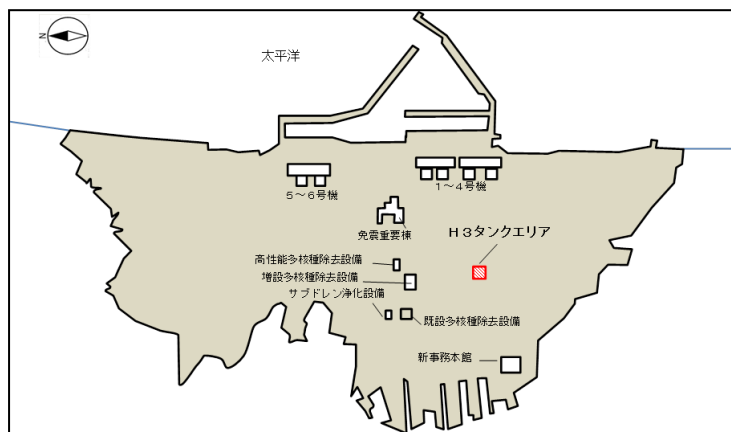 N
太平洋
5～6号機
1～4号機
免震重要棟
H3タンクエリア
高性能多核種除去設備
増設多核種除去設備
サブドレン浄化設備
既設多核種除去設備
新事務本館